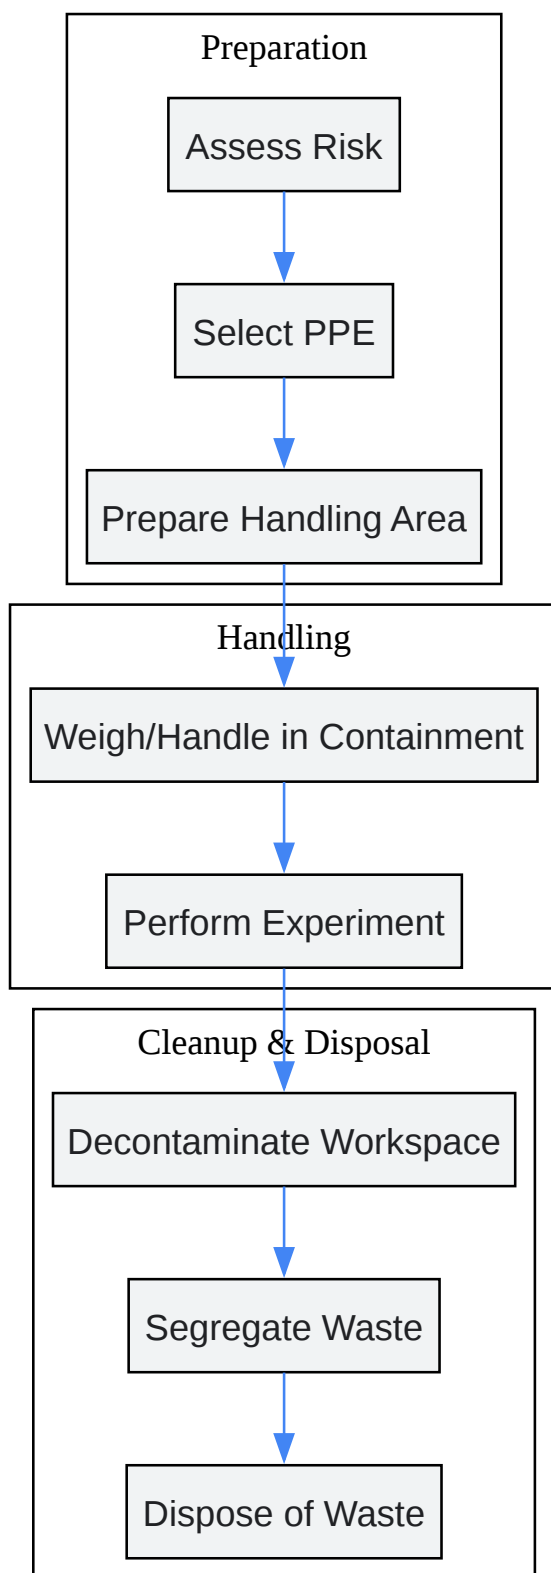 Preparation
Assess Risk
Select PPE
Prepare Handling Area
Handling
Weigh/Handle in Containment
Perform Experiment
Cleanup & Disposal
Decontaminate Workspace
Segregate Waste
Dispose of Waste